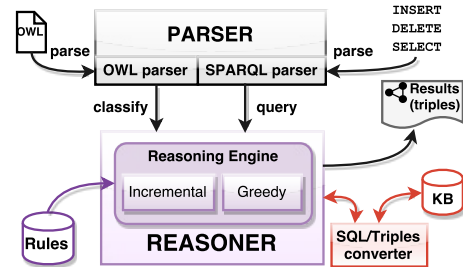 OWL
parse
PARSER
OWL parser
SPARQL parser
INSERT
DELETE
SELECT
parse
classify
query
Results
(triples)
Reasoning Engine
Incremental
Greedy
REASONER
Rules
KB
SQL/Triples
converter